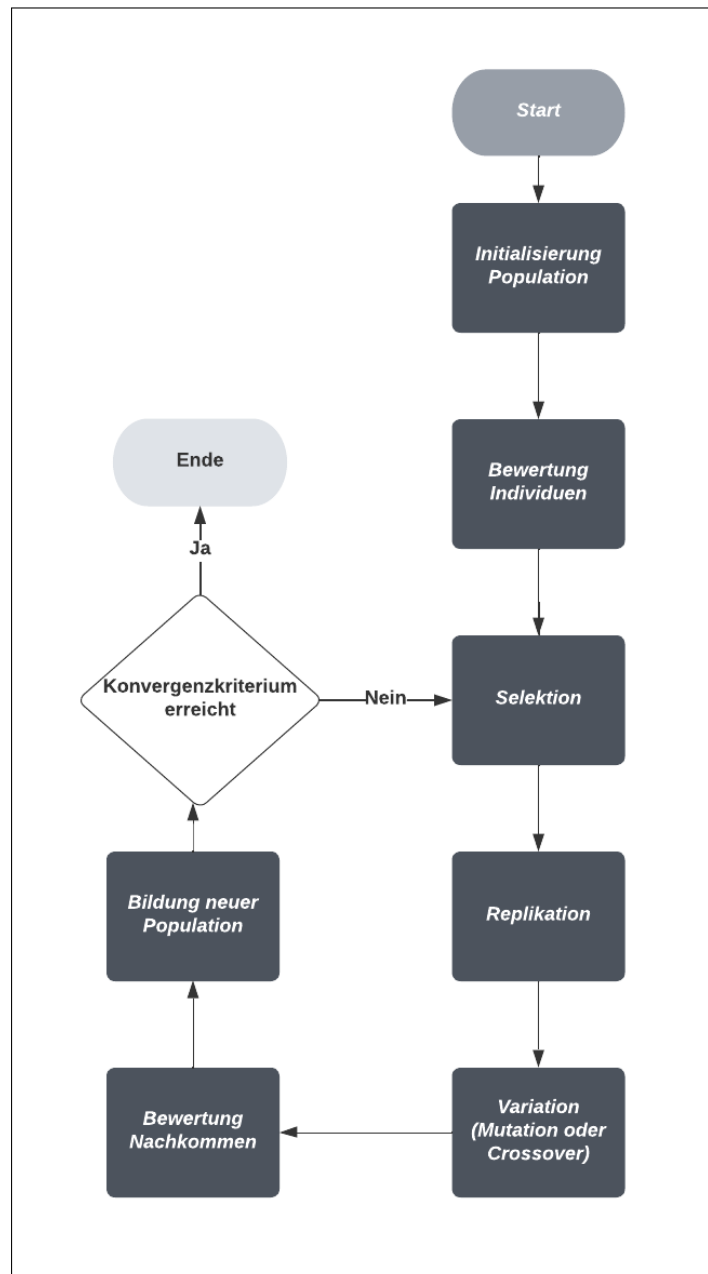 Start
Initialisierung
Population
Bewertung
Individuen
Selektion
Replikation
Variation
(Mutation oder
Crossover)
Bewertung
Nachkommen
Bildung neuer
Population
Konvergenzkriterium
erreicht
Nein
Ja
Ende